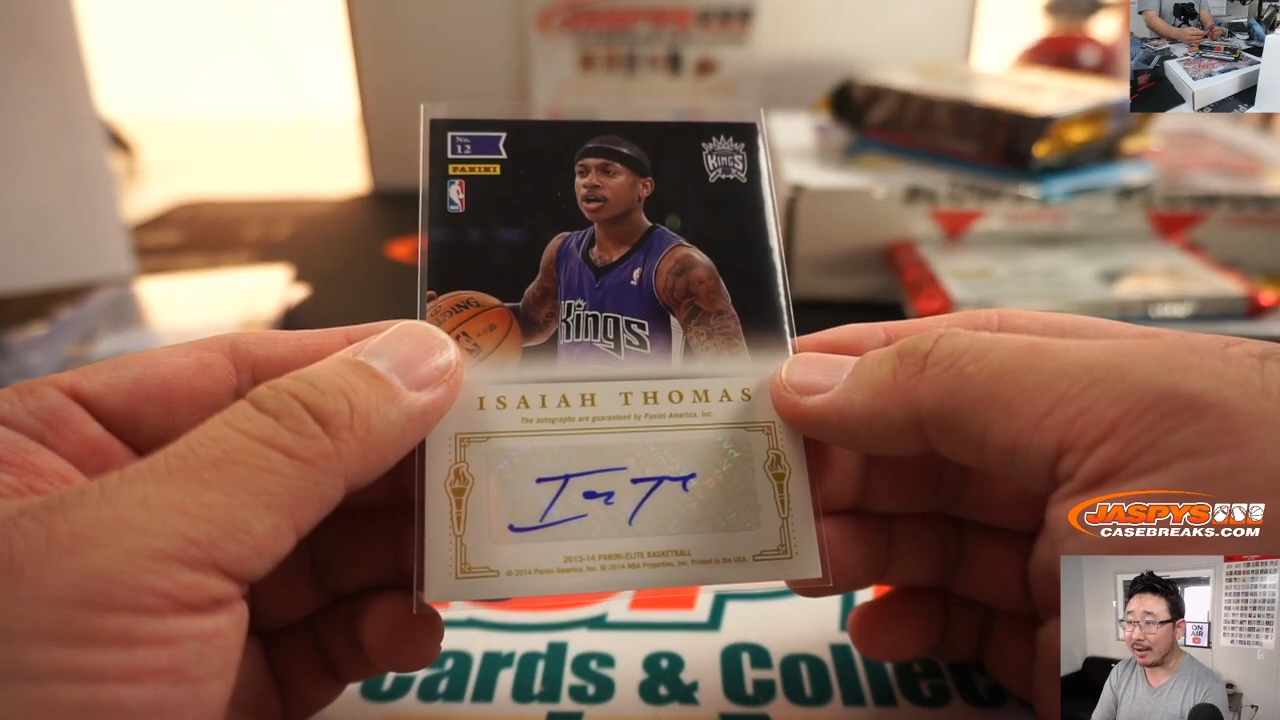 JASPYS
No.
12
PANINI
KINGS
SPALDING
Kings
ISAIAH THOMAS
The autographs are guaranteed by Panini America, Inc.
2013-14 PANINI-ELITE BASKETBALL
© 2014 Panini America, Inc. © 2014 NBA Properties, Inc. Printed in the USA.
Cards & Collec
JASPYS
CASEBREAKS.COM
ON
AIR